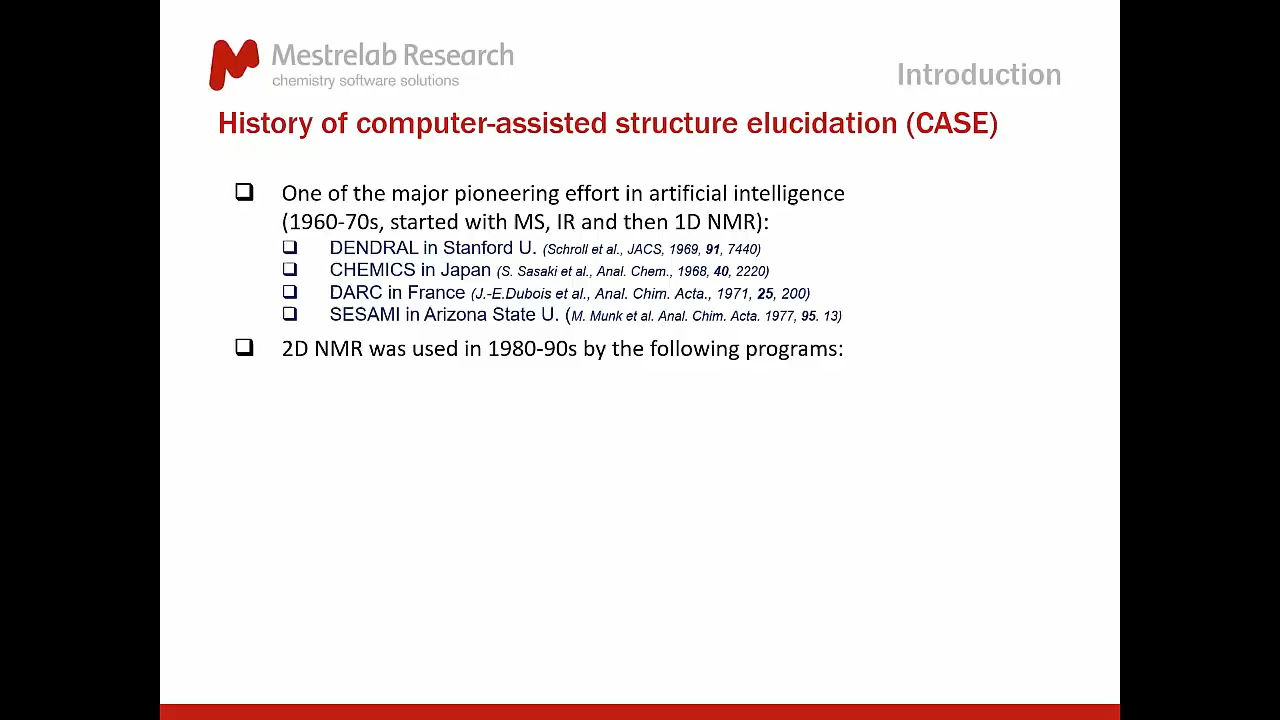 Mestrelab Research
chemistry software solutions
Introduction
History of computer-assisted structure elucidation (CASE)
One of the major pioneering effort in artificial intelligence
(1960-70s, started with MS, IR and then 1D NMR):
DENDRAL in Stanford U. (Schroll et al., JACS, 1969, 91, 7440)
CHEMICS in Japan (S. Sasaki et al., Anal. Chem., 1968, 40, 2220)
DARC in France (J.-E.Dubois et al., Anal. Chim. Acta., 1971, 25, 200)
SESAMI in Arizona State U. (M. Munk et al. Anal. Chim. Acta. 1977, 95. 13)
2D NMR was used in 1980-90s by the following programs: